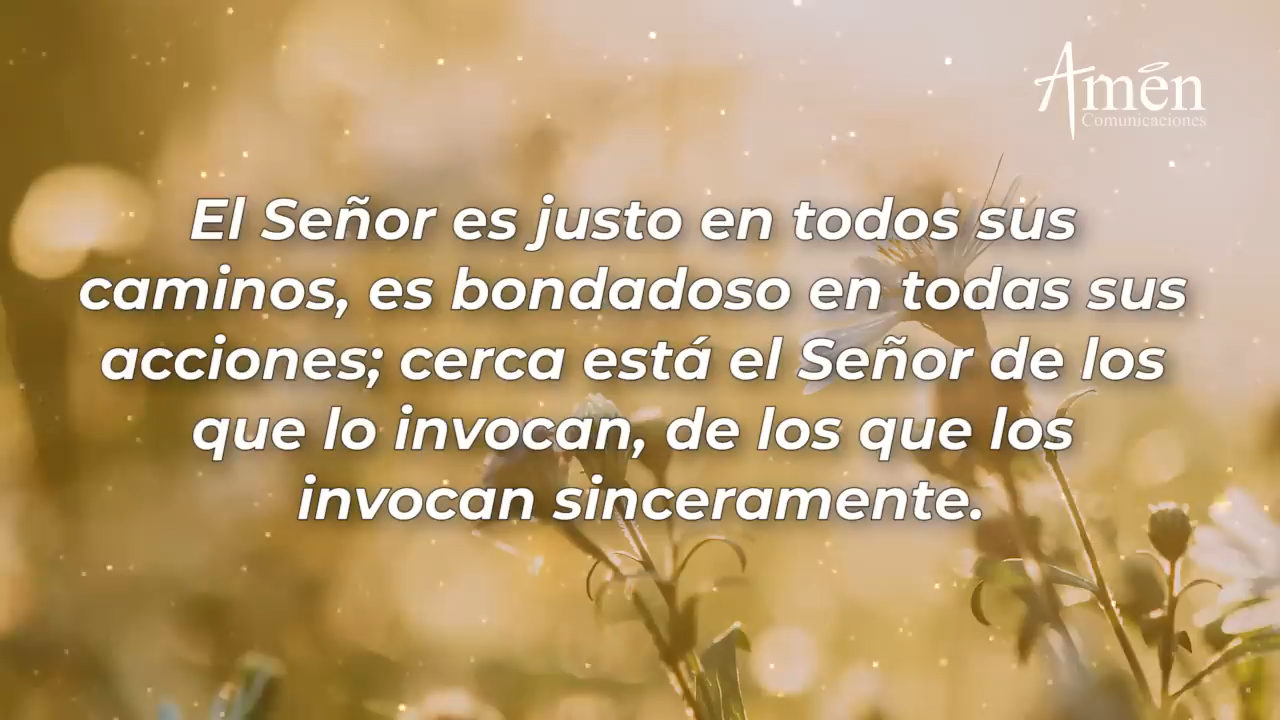 Amén
Comunicaciones
El Señor es justo en todos sus
caminos, es bondadoso en todas sus
acciones; cerca está el Señor de los
que lo invocan, de los que los
invocan sinceramente.